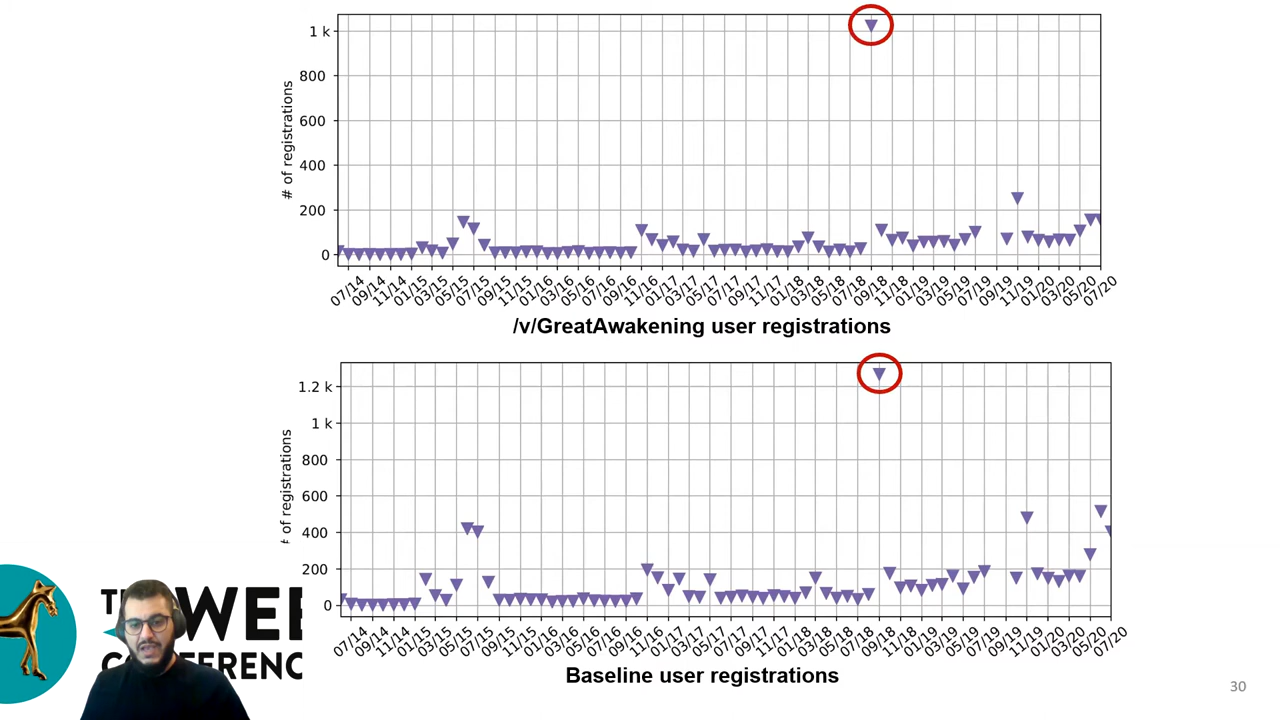 1 k
800
600
400
200
0
# of registrations
07/14 09/14 11/14 01/15 03/15 05/15 07/15 09/15 11/15 01/16 03/16 05/16 07/16 09/16 11/16 01/17 03/17 05/17 07/17 09/17 11/17 01/18 03/18 05/18 07/18 09/18 11/18 01/19 03/19 05/19 07/19 09/19 11/19 01/20 03/20 05/20 07/20
/v/GreatAwakening user registrations
1.2 k
1 k
800
600
400
200
0
of registrations
07/14 09/14 11/14 01/15 03/15 05/15 07/15 09/15 11/15 01/16 03/16 05/16 07/16 09/16 11/16 01/17 03/17 05/17 07/17 09/17 11/17 01/18 03/18 05/18 07/18 09/18 11/18 01/19 03/19 05/19 07/19 09/19 11/19 01/20 03/20 05/20 07/20
Baseline user registrations
30